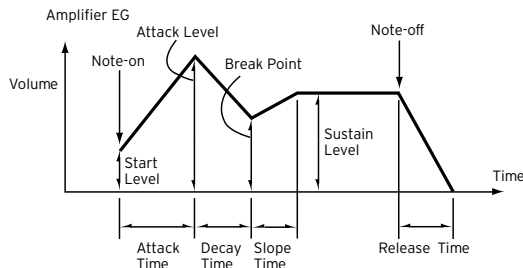 Amplifier EG
Attack Level
Note-off
Note-on
Break Point
Volume
Start
Level
Sustain
Level
Time
Attack
Time
Decay
Time
Slope
Time
Release Time